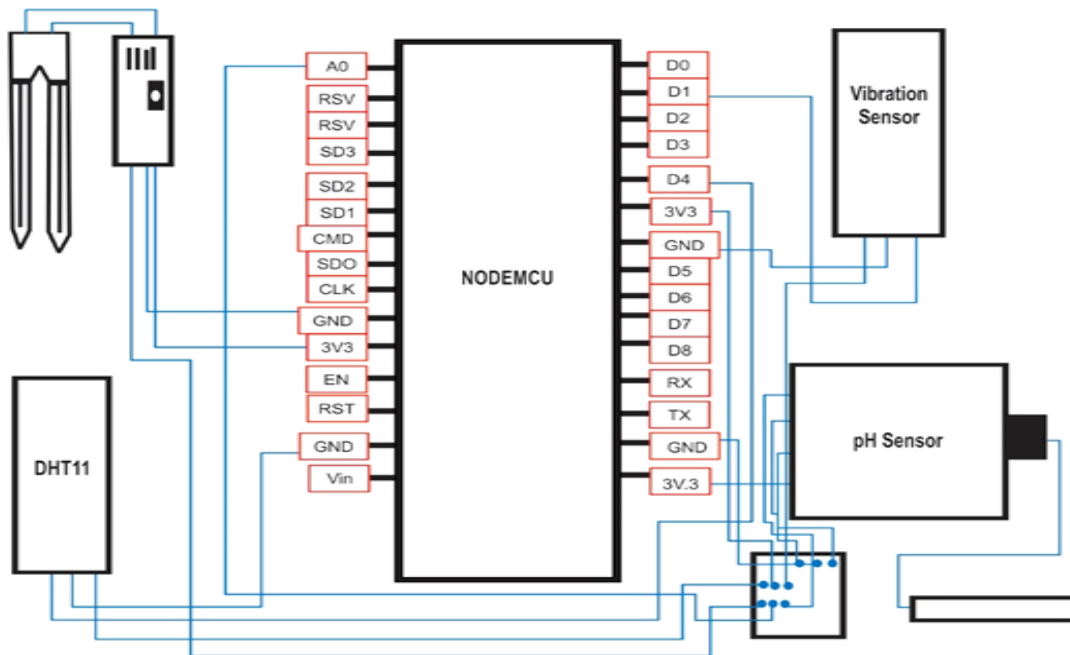 A0
RSV
RSV
SD3
SD2
SD1
CMD
SDO
CLK
GND
3V3
EN
RST
GND
Vin
NODEMCU
D0
D1
D2
D3
D4
3V3
GND
D5
D6
D7
D8
RX
TX
GND
3V.3
Vibration
Sensor
pH Sensor
DHT11